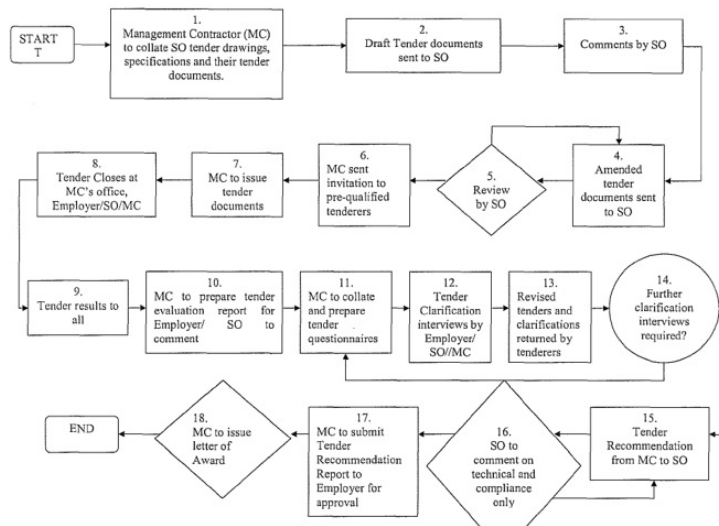 START
T
1.
Management Contractor (MC)
to collate SO tender drawings,
specifications and their tender
documents.
2.
Draft Tender documents
sent to SO
3.
Comments by SO
4.
Amended
tender
documents sent
to SO
5.
Review
by SO
6.
MC sent
invitation to
pre-qualified
tenderers
7.
MC to issue
tender
documents
8.
Tender Closes at
MC's office,
Employer/SO/MC
9.
Tender results to
all
10.
MC to prepare tender
evaluation report for
Employer/ SO to
comment
11.
MC to collate
and prepare
tender
questionnaires
12.
Tender
Clarification
interviews by
Employer/
SO//MC
13.
Revised
tenders and
clarifications
returned by
tenderers
14.
Further
clarification
interviews
required?
15.
Tender
Recommendation
from MC to SO
16.
SO to
comment on
technical and
compliance
only
17.
MC to submit
Tender
Recommendation
Report to
Employer for
approval
18.
MC to issue
letter of
Award
END